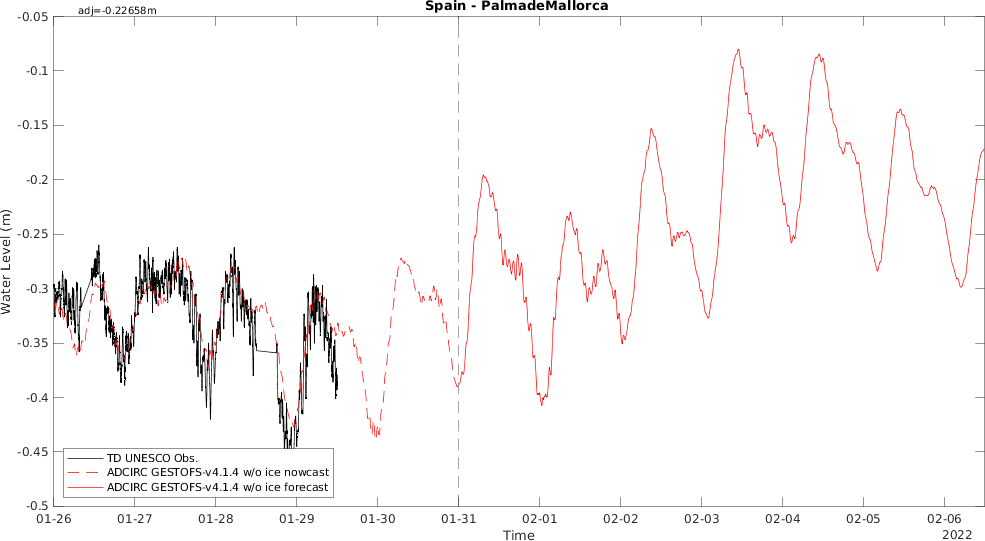 Spain - PalmadeMallorca
adj=-0.22658m
-0.05
-0.1
-0.15
-0.2
-0.25
-0.3
-0.35
-0.4
-0.45
-0.5
Water Level (m)
TD UNESCO Obs.
ADCIRC GESTOFS-v4.1.4 w/o ice nowcast
ADCIRC GESTOFS-v4.1.4 w/o ice forecast
01-26 01-27 01-28 01-29 01-30 01-31 02-01 02-02 02-03 02-04 02-05 02-06
Time
2022